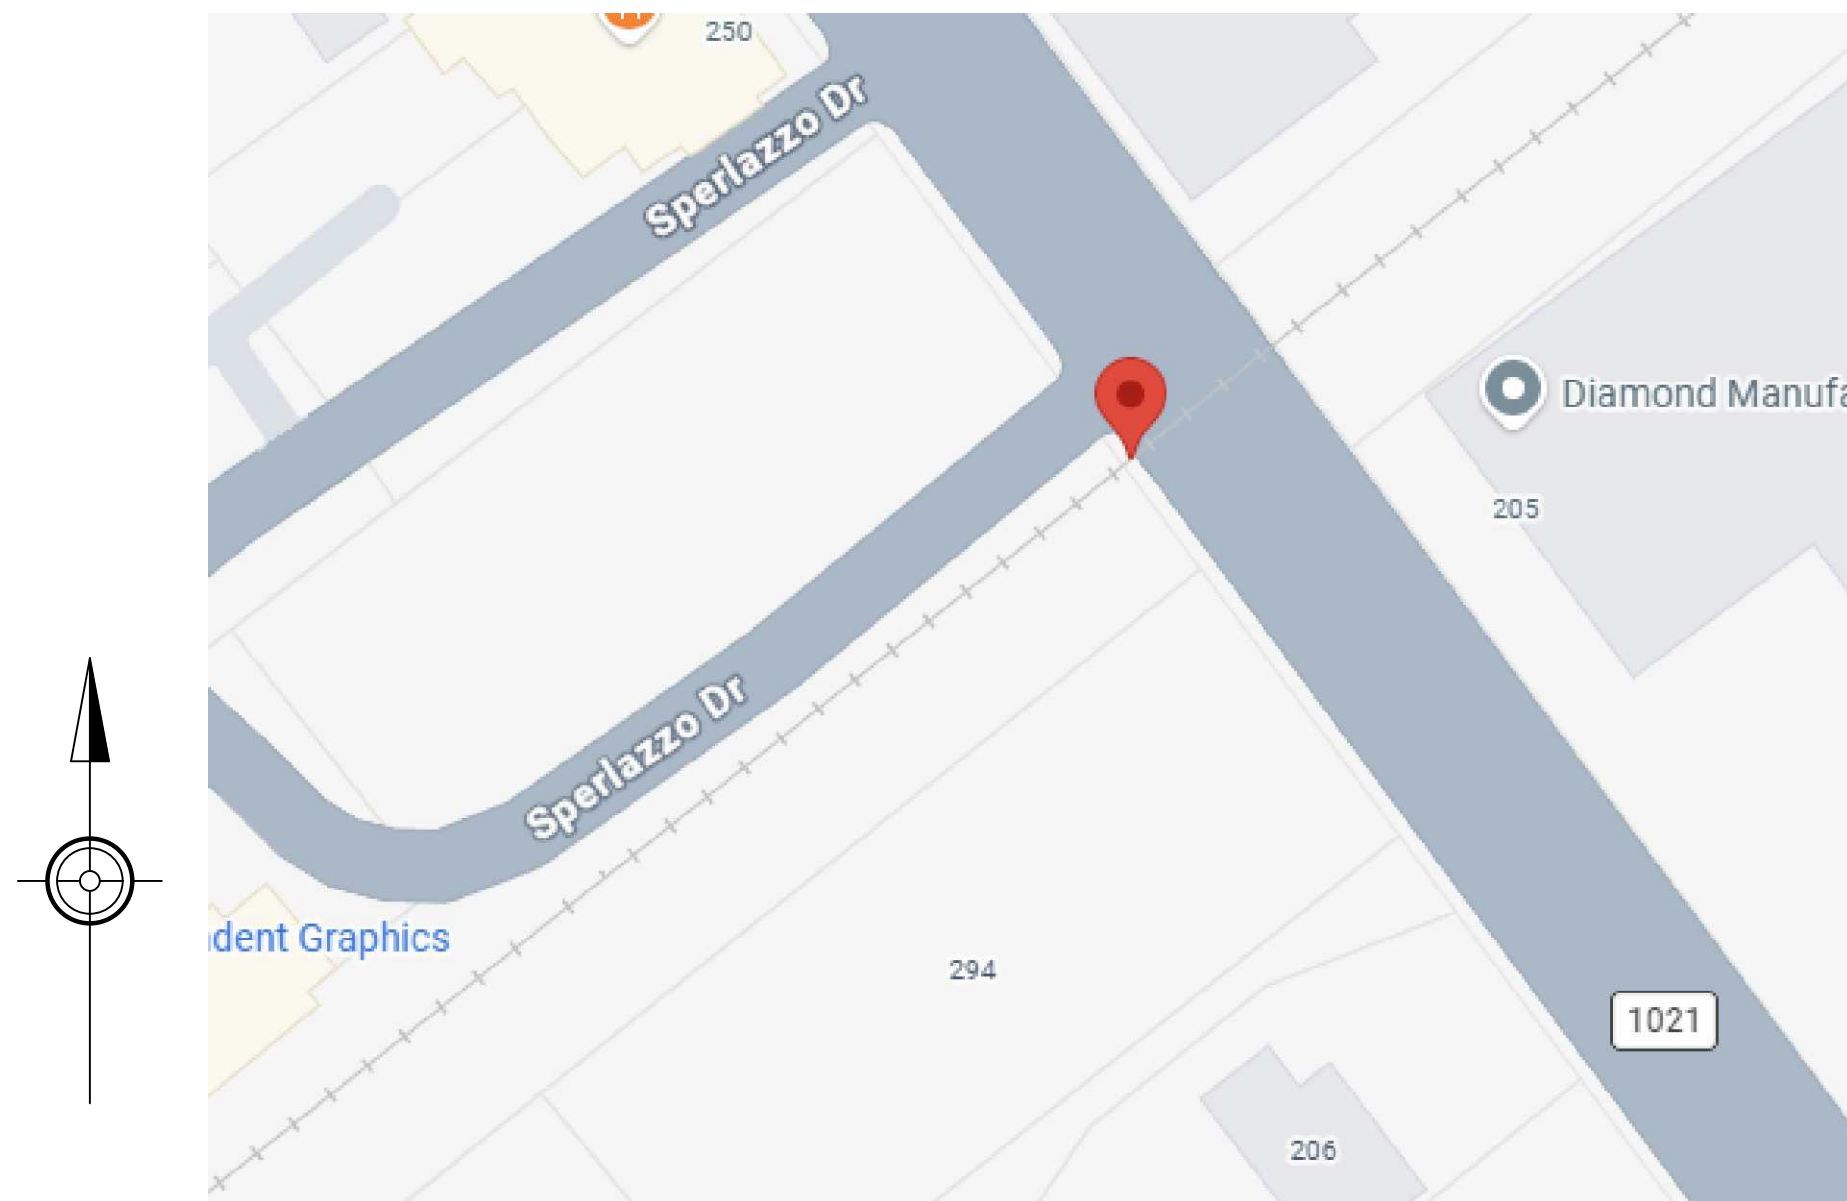 250
Sperlazzo Dr
Diamond Manufa
205
Sperlazzo Dr
dent Graphics
294
1021
206